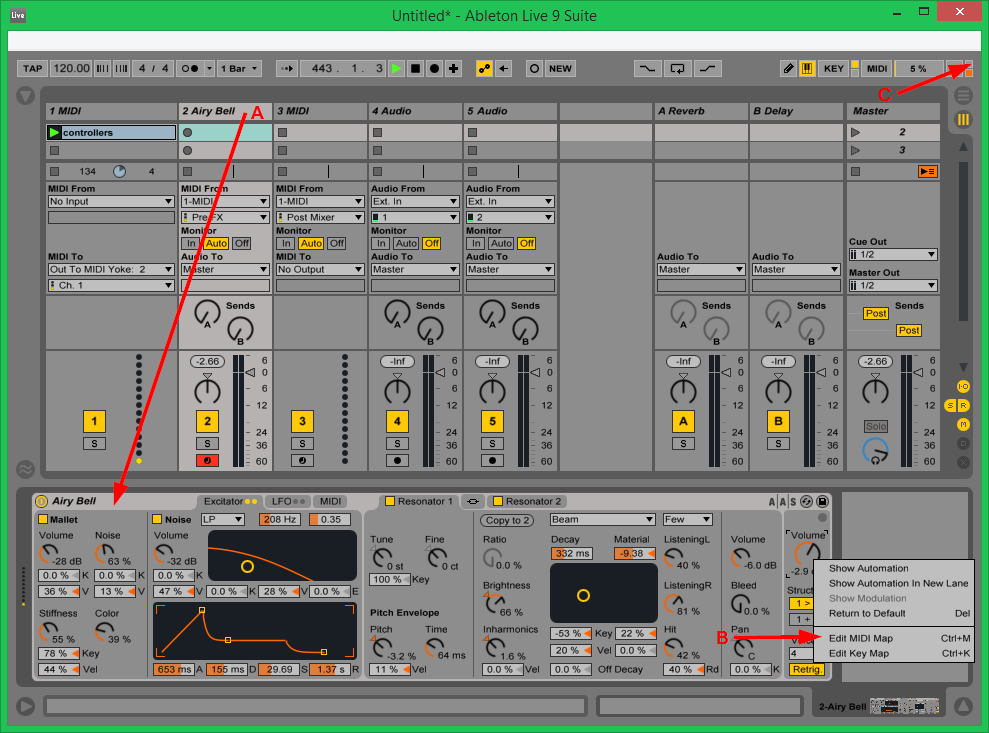 Live Untitled* - Ableton Live 9 Suite
TAP 120.00 4 / 4 1 Bar 443 . 1 . 3 NEW KEY MIDI 5 %
C
1 MIDI 2 Airy Bell A 3 MIDI 4 Audio 5 Audio A Reverb B Delay Master
controllers 2
3
134 4
MIDI From MIDI From MIDI From Audio From Audio From
No Input 1-MIDI 1-MIDI Ext. In Ext. In
Pre FX Post Mixer 1 2
Monitor Monitor Monitor Monitor
In Auto Off In Auto Off In Auto Off In Auto Off Cue Out
MIDI To Audio To MIDI To Audio To Audio To Audio To Audio To 1/2
Out To MIDI Yoke: 2 Master No Output Master Master Master Master Master Out
Ch. 1 1/2
Sends Sends Sends Sends Sends Sends
A A A A A Post
B B B B B Post
-2.66 -Inf -Inf -Inf -Inf -2.66
6 6 6 6 6 6
0 0 0 0 0 0
12 12 12 12 12 12
1 2 3 4 5 A B Solo
24 24 24 24 24 24
S S S S S S S
36 36 36 36 36 36
60 60 60 60 60 60
I·O
S R
M
D
X
Airy Bell Excitator LFO MIDI Resonator 1 Resonator 2 A A S
Mallet Noise LP 208 Hz 0.35 Copy to 2 Beam Few
Volume Noise Volume Tune Fine Ratio Decay Material ListeningL Volume Volume
-28 dB 63 % -32 dB 0 st 0 ct 0.0 % 332 ms -9.38 40 % -6.0 dB -2.9
0.0 % K 0.0 % K 0.0 % K 100 % Key
36 % V 13 % V 47 % V 0.0 % K 28 % V 0.0 % E Brightness ListeningR Bleed Struct
Stiffness Color Pitch Envelope 66 % 81 % 0.0 % 1 >
55 % 39 % Pitch Time Inharmonics -53 % Key 22 % Hit Pan 1 +
78 % Key -3.2 % 64 ms 1.6 % 20 % Vel 0.0 % 42 % C 4
44 % Vel 653 ms A 155 ms D 29.69 S 1.37 s R 11 % Vel 0.0 % 0.0 % Off Decay 40 % Rd 0.0 % K Retrig.
Show Automation
Show Automation In New Lane
Show Modulation
Return to Default Del
B Edit MIDI Map Ctrl+M
Edit Key Map Ctrl+K
2-Airy Bell